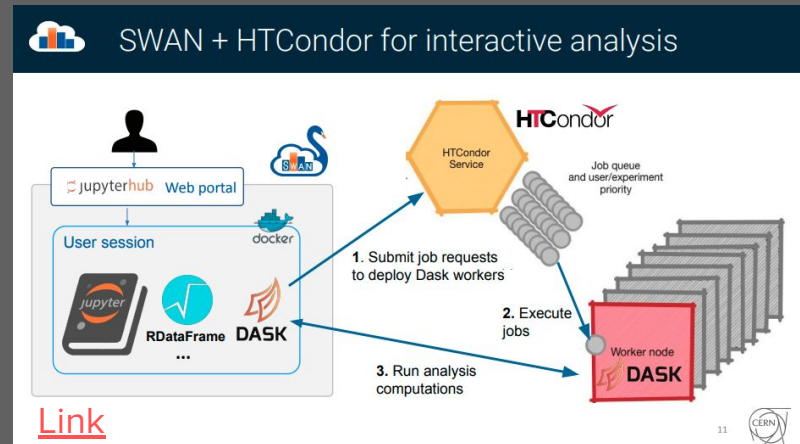 SWAN + HTCondor for interactive analysis
HTCondor
jupyterhub Web portal
SWAN
HTCondor
Service
Job queue
and user/experiment
priority
User session
docker
jupyter
RDataFrame
...
DASK
1. Submit job requests
to deploy Dask workers
2. Execute
jobs
Worker node
DASK
3. Run analysis
computations
Link
11
CERN